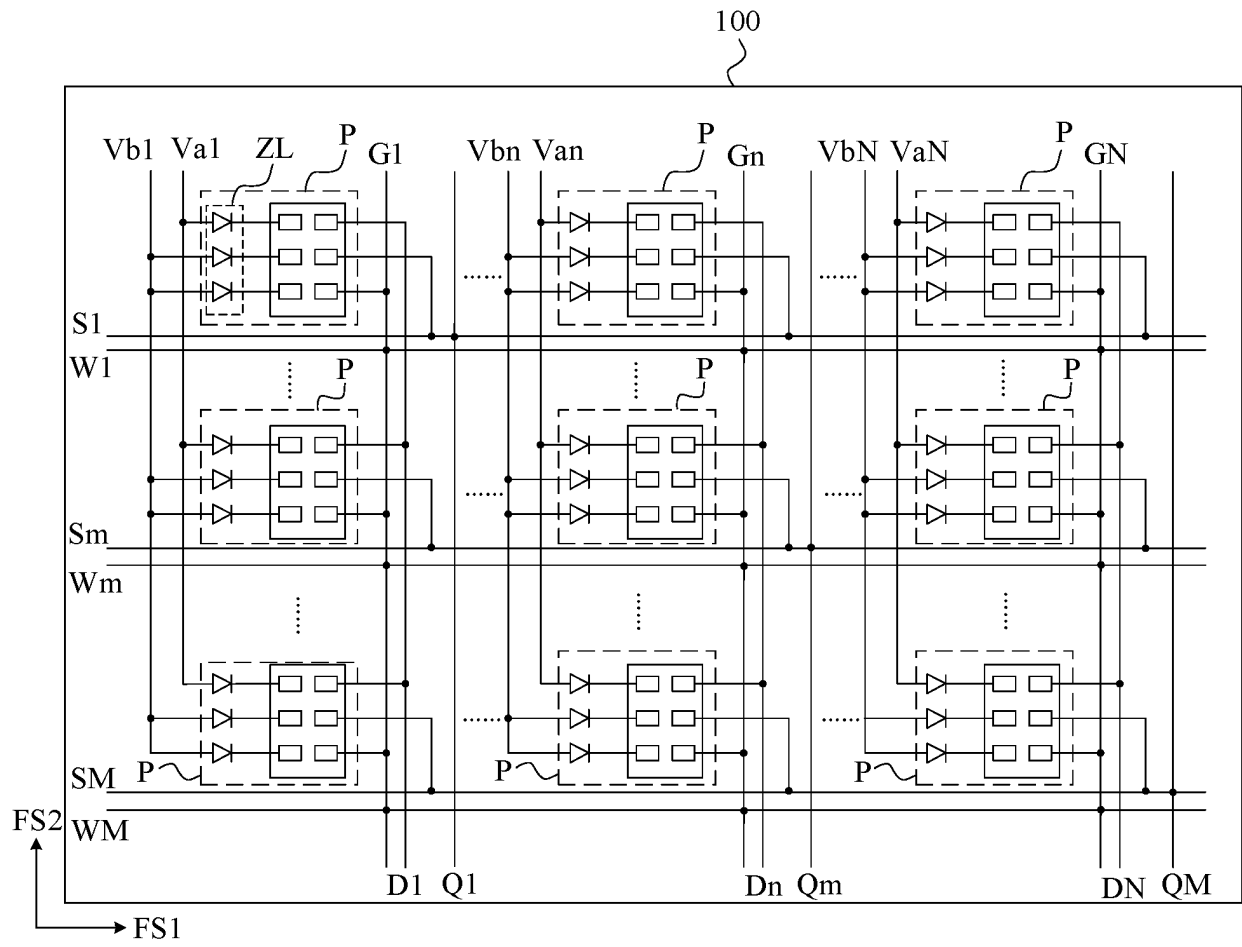 100
Vb1 Va1 ZL P G1 Vbn Van P Gn VbN VaN P GN
......  ......
S1
W1
...... P ...... P ...... P
......  ......
Sm
Wm
......  ......  ......
......  ......
P P P
SM
WM
FS2
D1 Q1 Dn Qm DN QM
FS1